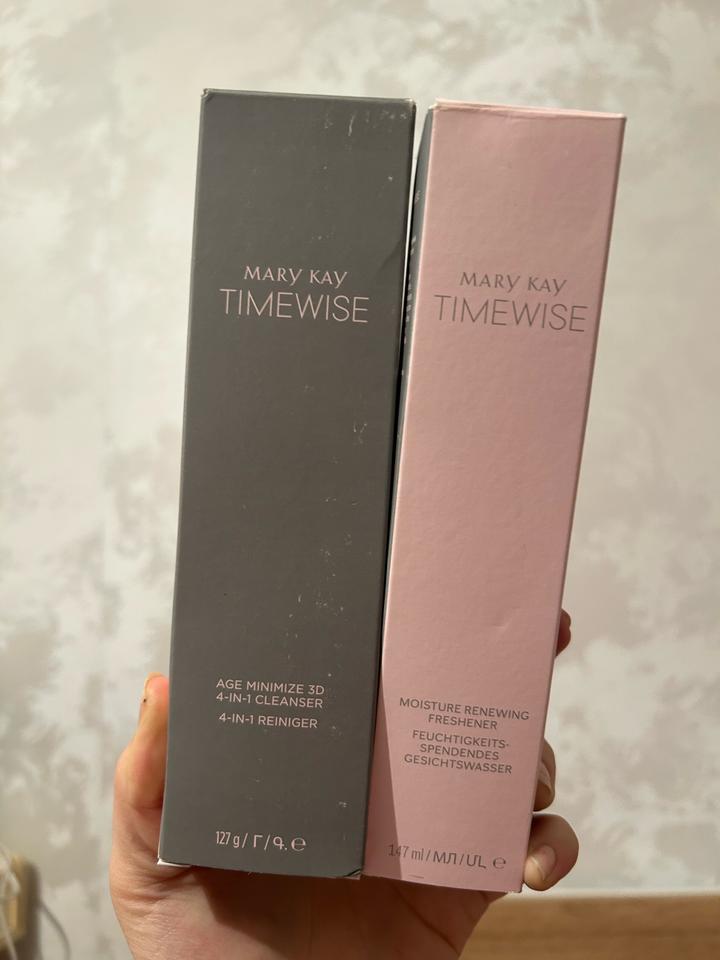 MARY KAY
TIMEWISE
AGE MINIMIZE 3D
4-IN-1 CLEANSER
4-IN-1 REINIGER
127 g / Г / Գ. ℮
MARY KAY
TIMEWISE
MOISTURE RENEWING
FRESHENER
FEUCHTIGKEITS-
SPENDENDES
GESICHTSWASSER
147 ml / МЛ / ՄԼ ℮